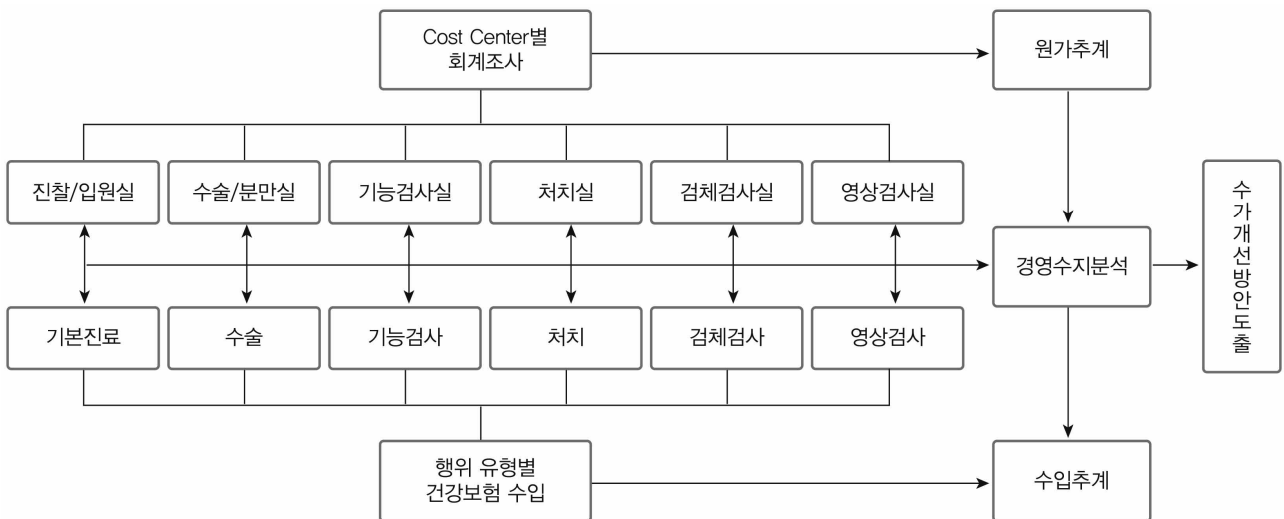 Cost Center별
회계조사
원가추계
진찰/입원실
수술/분만실
기능검사실
처치실
검체검사실
영상검사실
경영수지분석
수가개선방안도출
기본진료
수술
기능검사
처치
검체검사
영상검사
행위 유형별
건강보험 수입
수입추계